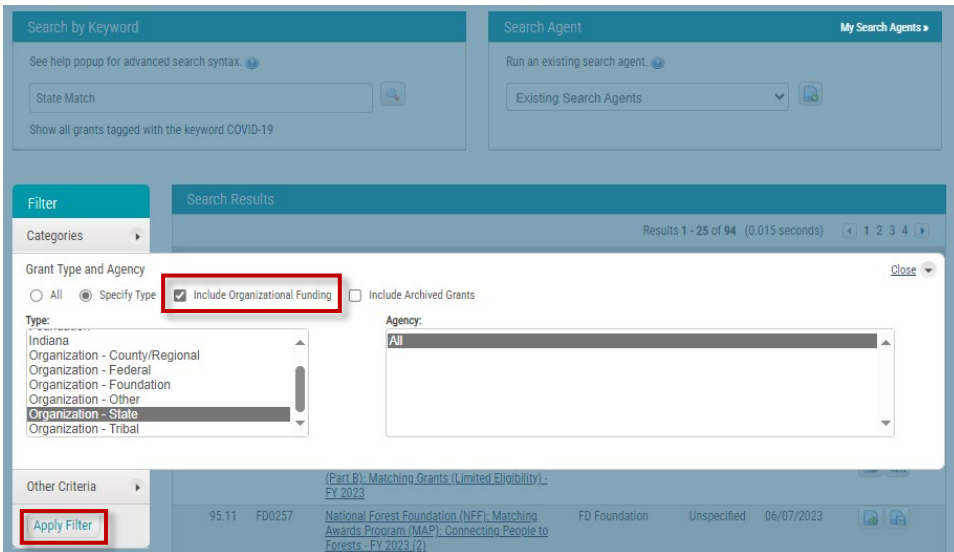 Search by Keyword
See help popup for advanced search syntax.
State Match
Show all grants tagged with the keyword COVID-19
Search Agent
My Search Agents »
Run an existing search agent.
Existing Search Agents
Filter
Categories
Search Results
Results 1 - 25 of 94 (0.015 seconds) 1 2 3 4
Grant Type and Agency
Close
All Specify Type Include Organizational Funding Include Archived Grants
Type:
Indiana
Organization - County/Regional
Organization - Federal
Organization - Foundation
Organization - Other
Organization - State
Organization - Tribal
Agency:
All
Other Criteria
Apply Filter
(Part B): Matching Grants (Limited Eligibility) -
FY 2023
95.11 FD0257 National Forest Foundation (NFF): Matching FD Foundation Unspecified 06/07/2023
Awards Program (MAP): Connecting People to
Forests - FY 2023 (2)